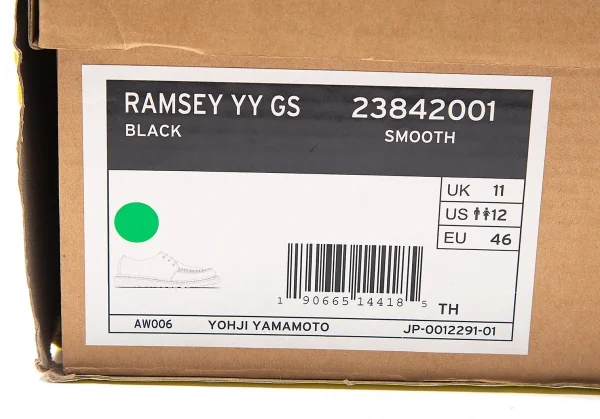 RAMSEY YY GS 23842001
BLACK SMOOTH
UK 11
US 12
EU 46
1 90665 14418 5
TH
AW006 YOHJI YAMAMOTO JP-0012291-01